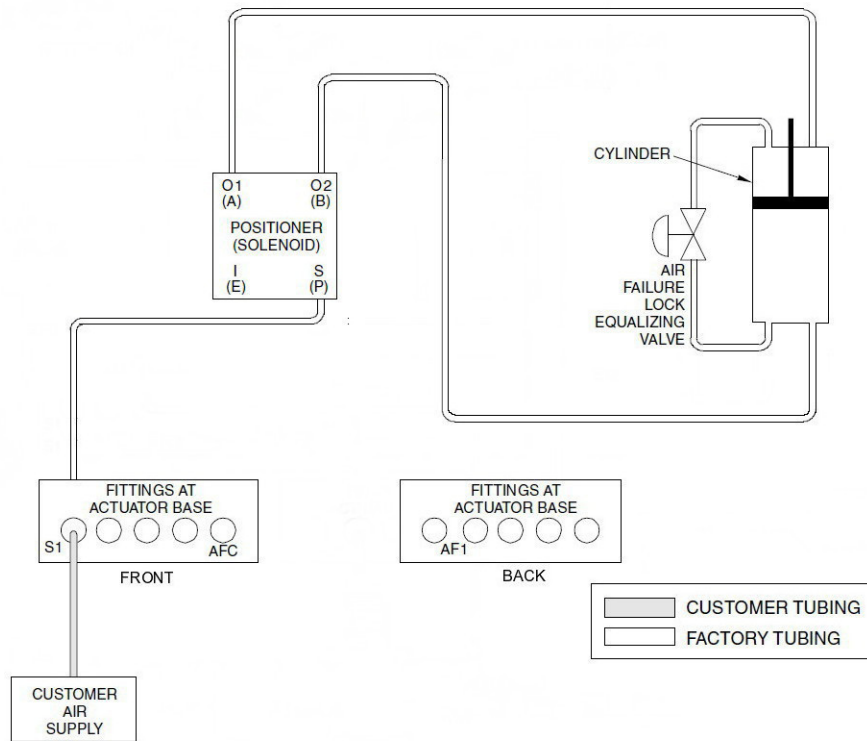 O1 O2
(A) (B)
POSITIONER
(SOLENOID)
I S
(E) (P)
CYLINDER
AIR
FAILURE
LOCK
EQUALIZING
VALVE
FITTINGS AT
ACTUATOR BASE
S1 AFC
FRONT
FITTINGS AT
ACTUATOR BASE
AF1
BACK
CUSTOMER TUBING
FACTORY TUBING
CUSTOMER
AIR
SUPPLY